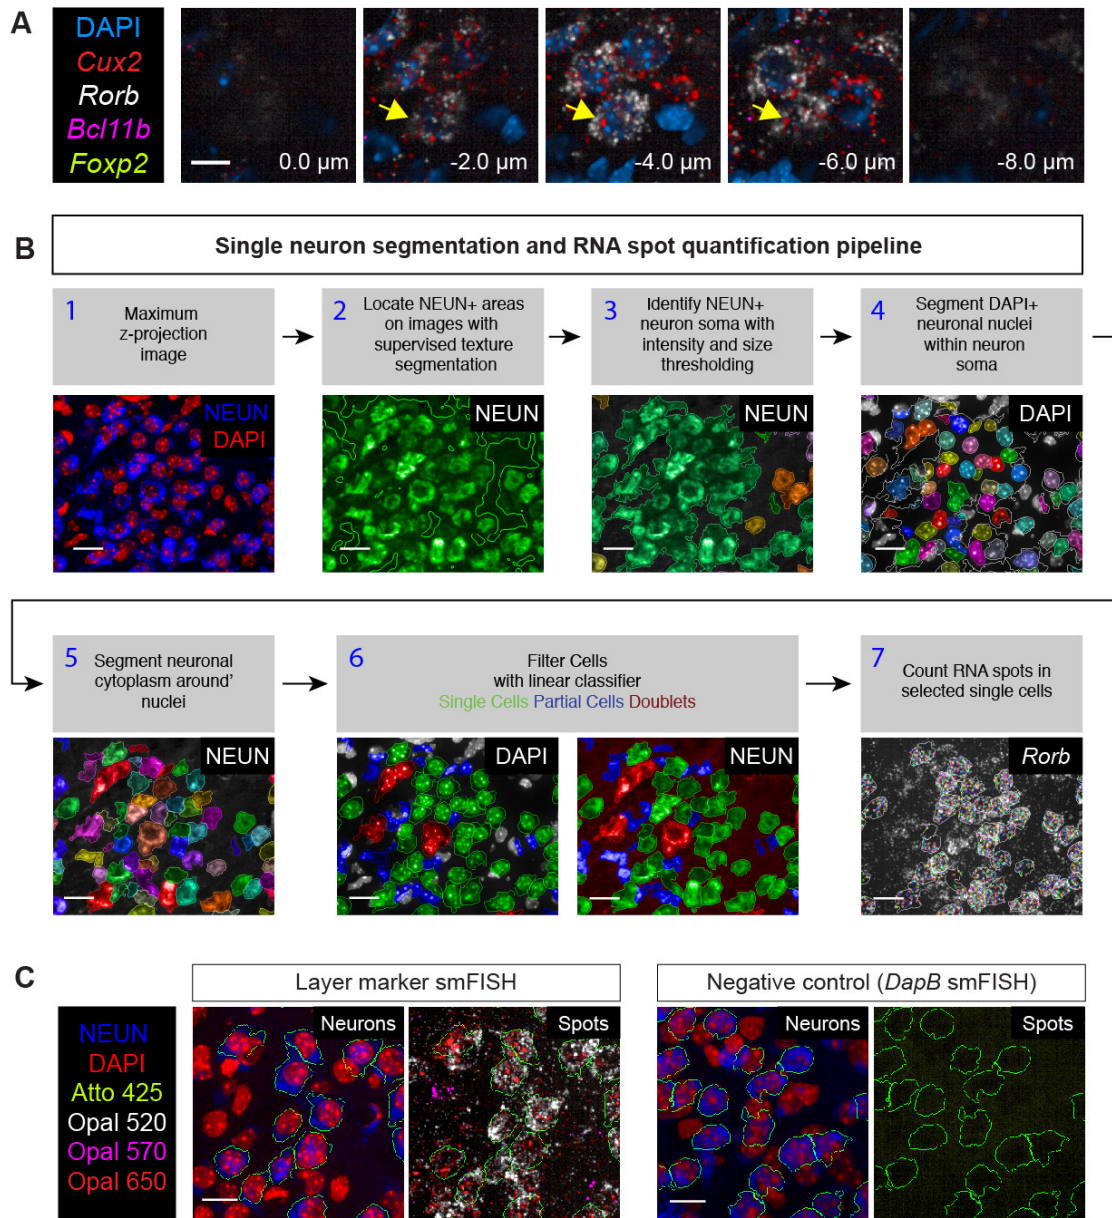 A
DAPI
Cux2
Rorb
Bcl11b
Foxp2
0.0 µm
-2.0 µm
-4.0 µm
-6.0 µm
-8.0 µm
B
Single neuron segmentation and RNA spot quantification pipeline
1
Maximum
z-projection
image
2
Locate NEUN+ areas
on images with
supervised texture
segmentation
3
Identify NEUN+
neuron soma with
intensity and size
thresholding
4
Segment DAPI+
neuronal nuclei
within neuron
soma
NEUN
DAPI
NEUN
NEUN
DAPI
5
Segment neuronal
cytoplasm around'
nuclei
6
Filter Cells
with linear classifier
Single Cells Partial Cells Doublets
7
Count RNA spots in
selected single cells
NEUN
DAPI
NEUN
Rorb
C
Layer marker smFISH
Negative control (DapB smFISH)
NEUN
DAPI
Atto 425
Opal 520
Opal 570
Opal 650
Neurons
Spots
Neurons
Spots